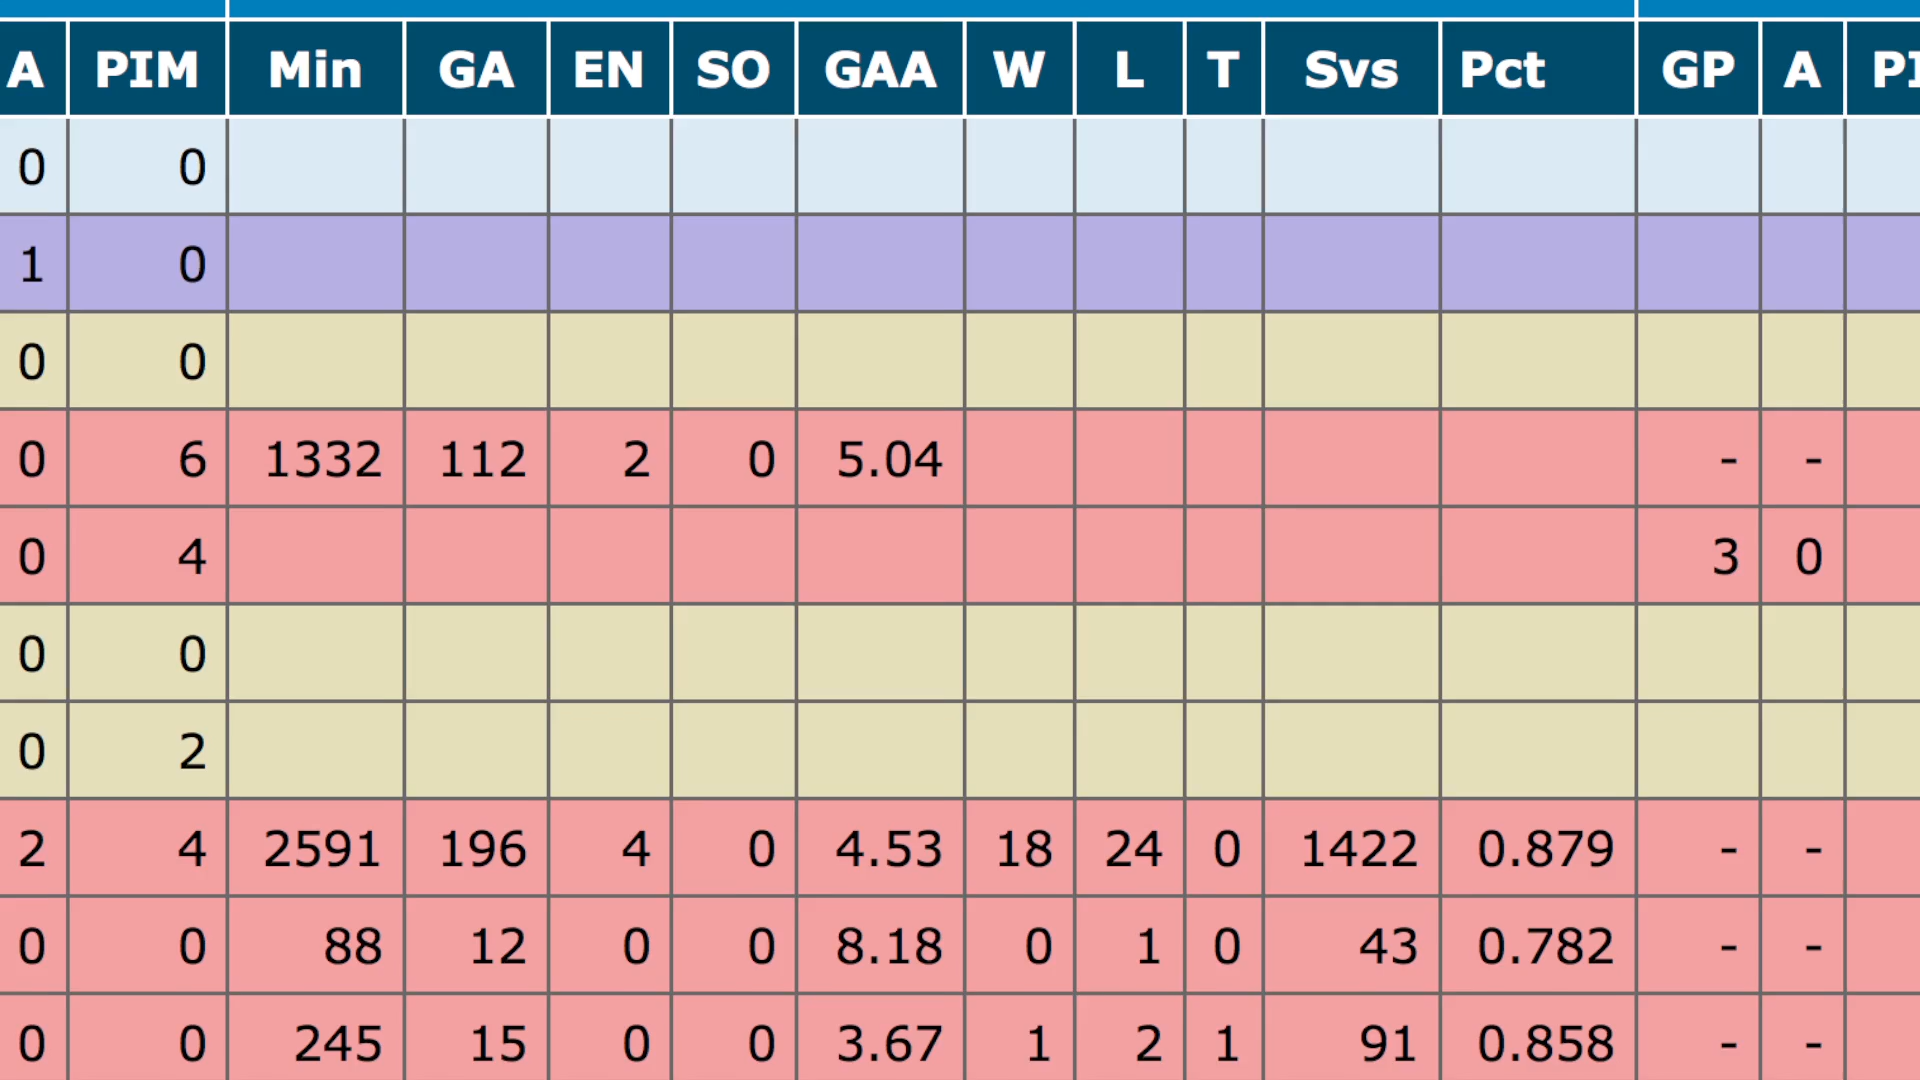 A PIM Min GA EN SO GAA W L T Svs Pct GP A
0 0
1 0
0 0
0 6 1332 112 2 0 5.04 - -
0 4 3 0
0 0
0 2
2 4 2591 196 4 0 4.53 18 24 0 1422 0.879 - -
0 0 88 12 0 0 8.18 0 1 0 43 0.782 - -
0 0 245 15 0 0 3.67 1 2 1 91 0.858 - -